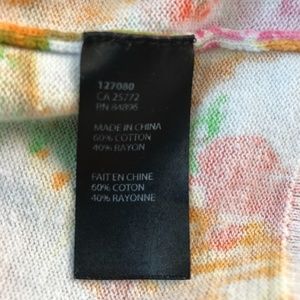 127080
CA 25772
RN 84896
MADE IN CHINA
60% COTTON
40% RAYON
FAIT EN CHINE
60% COTON
40% RAYONNE